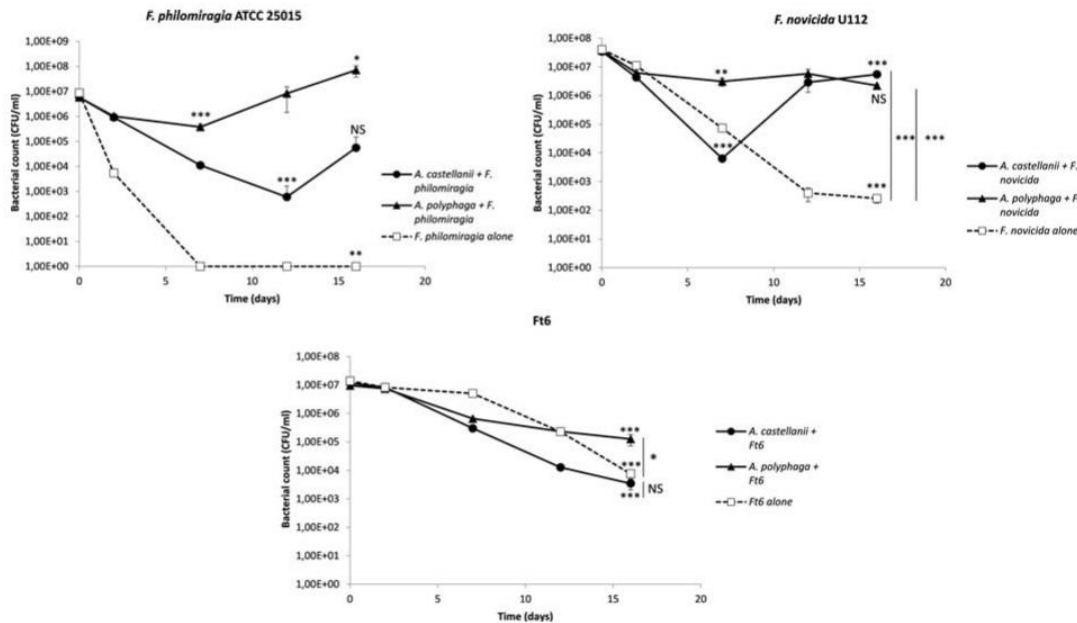 F. philomiragia ATCC 25015
Bacterial count (CFU/ml)
1,00E+09
1,00E+08
1,00E+07
1,00E+06
1,00E+05
1,00E+04
1,00E+03
1,00E+02
1,00E+01
1,00E+00
*
***
NS
***
**
0
5
10
15
20
Time (days)
A. castellanii + F.
philomiragia
A. polyphaga + F.
philomiragia
F. philomiragia alone
F. novicida U112
Bacterial count (CFU/ml)
1,00E+08
1,00E+07
1,00E+06
1,00E+05
1,00E+04
1,00E+03
1,00E+02
1,00E+01
1,00E+00
**
***
NS
***
***
***
***
0
5
10
15
20
Time (days)
A. castellanii + F.
novicida
A. polyphaga + F.
novicida
F. novicida alone
Ft6
Bacterial count (CFU/ml)
1,00E+08
1,00E+07
1,00E+06
1,00E+05
1,00E+04
1,00E+03
1,00E+02
1,00E+01
1,00E+00
***
***
*
NS
***
0
5
10
15
20
Time (days)
A. castellanii +
Ft6
A. polyphaga +
Ft6
Ft6 alone